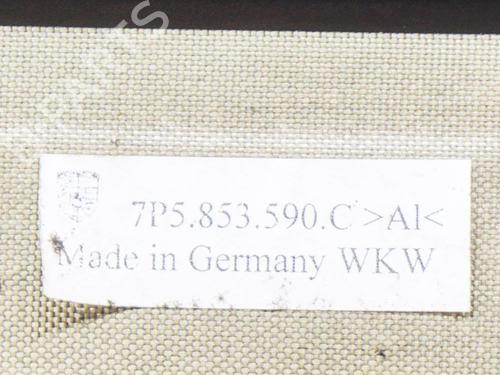 7P5.853.590.C >Al<
Made in Germany WKW